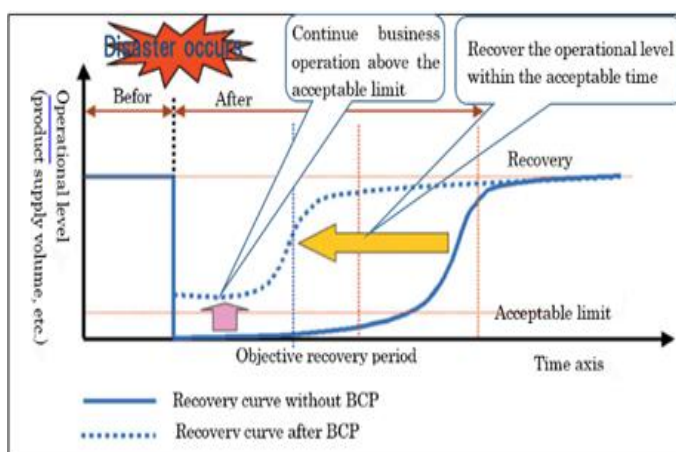 Disaster occurs
Continue business
operation above the
acceptable limit
Recover the operational level
within the acceptable time
Befor
After
Operational level
(product supply volume, etc.)
Recovery
Acceptable limit
Objective recovery period
Time axis
Recovery curve without BCP
Recovery curve after BCP